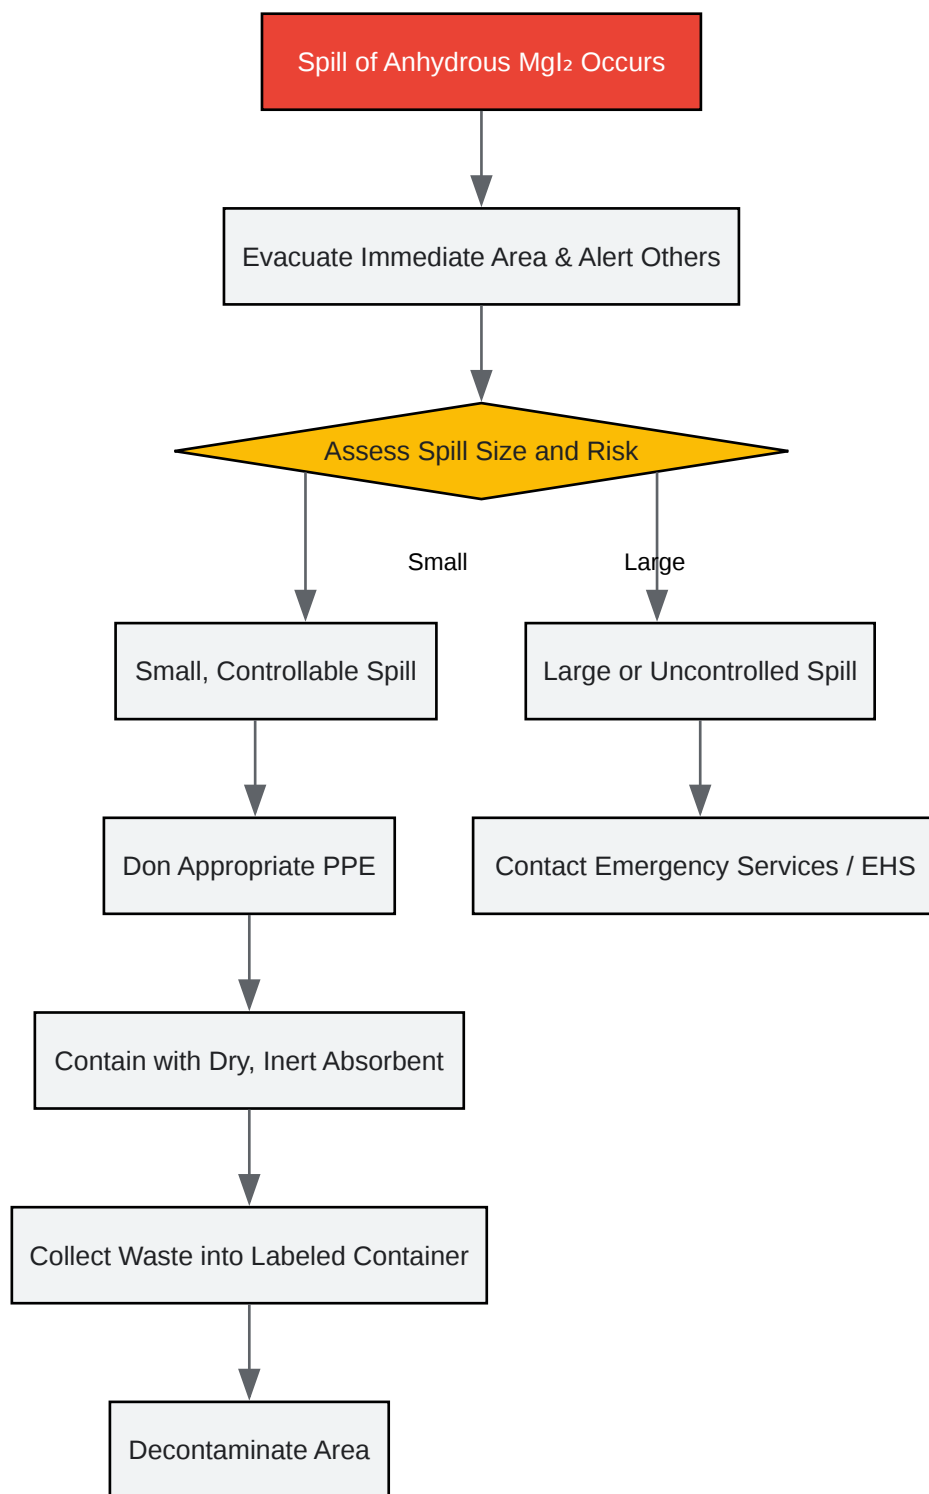 Spill of Anhydrous MgI₂ Occurs
Evacuate Immediate Area & Alert Others
Assess Spill Size and Risk
Small
Large
Small, Controllable Spill
Large or Uncontrolled Spill
Don Appropriate PPE
Contact Emergency Services / EHS
Contain with Dry, Inert Absorbent
Collect Waste into Labeled Container
Decontaminate Area